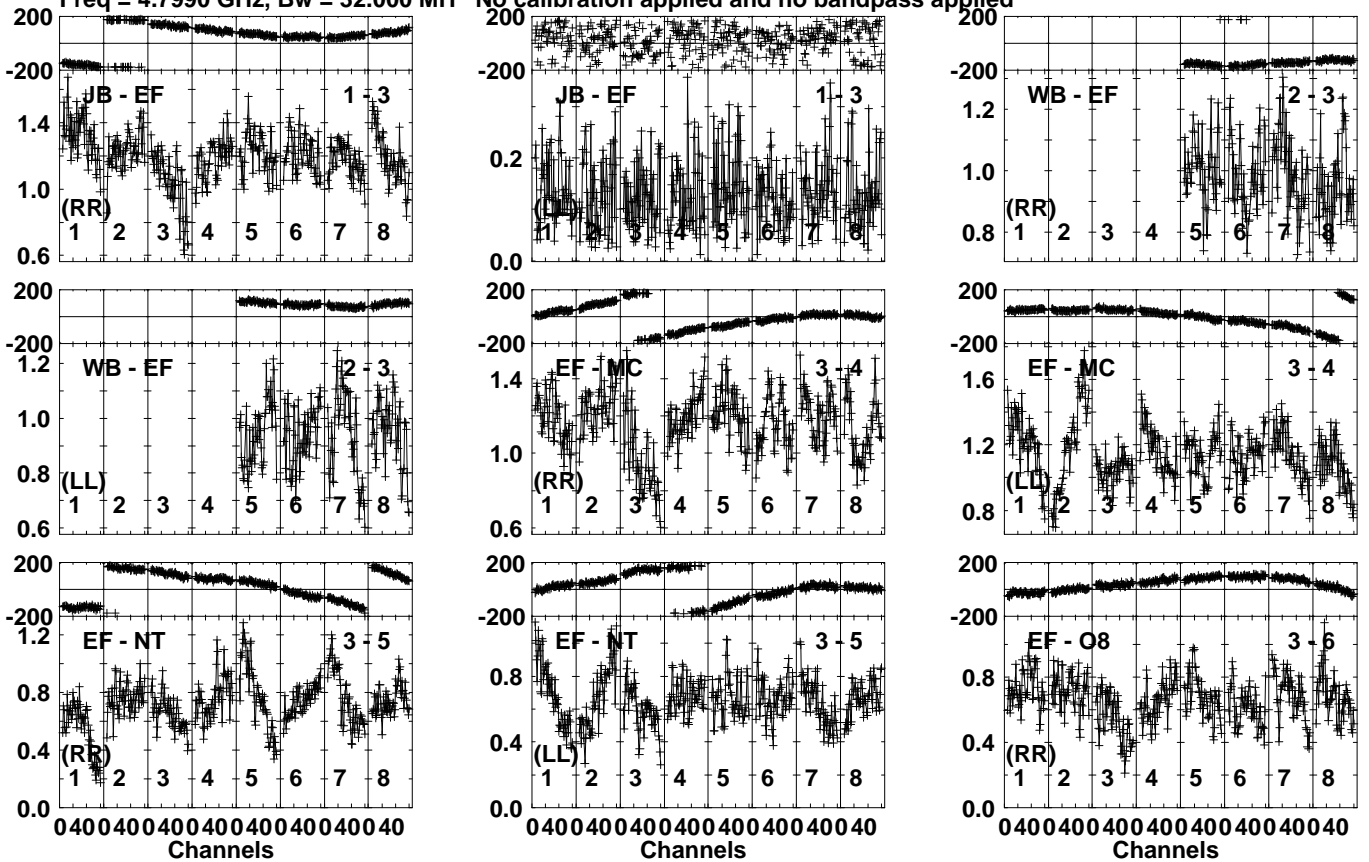 Freq = 4.7990 GHz, Bw = 32.000 MH No calibration applied and no bandpass applied
200 200 200
-200 -200 -200
JB - EF 1 - 3 JB - EF 1 - 3 WB - EF 2 - 3
1.4 1.0 0.6 0.2 0.0 1.2 1.0 0.8
(RR) (LL) (RR)
1 2 3 4 5 6 7 8 1 2 3 4 5 6 7 8 1 2 3 4 5 6 7 8
200 200 200
-200 -200 -200
WB - EF 2 - 3 EF - MC 3 - 4 EF - MC 3 - 4
1.2 1.0 0.8 0.6 1.4 1.0 0.6 1.6 1.2 0.8
(LL) (RR) (LL)
1 2 3 4 5 6 7 8 1 2 3 4 5 6 7 8 1 2 3 4 5 6 7 8
200 200 200
-200 -200 -200
EF - NT 3 - 5 EF - NT 3 - 5 EF - O8 3 - 6
1.2 0.8 0.4 0.0 0.8 0.4 0.0 0.8 0.4 0.0
(RR) (LL) (RR)
1 2 3 4 5 6 7 8 1 2 3 4 5 6 7 8 1 2 3 4 5 6 7 8
0 40 0 40 0 40 0 40 0 40 0 40 0 40 0 40 0 40 0 40 0 40 0 40 0 40 0 40 0 40 0 40 0 40 0 40 0 40 0 40 0 40 0 40 0 40 0 40
Channels Channels Channels